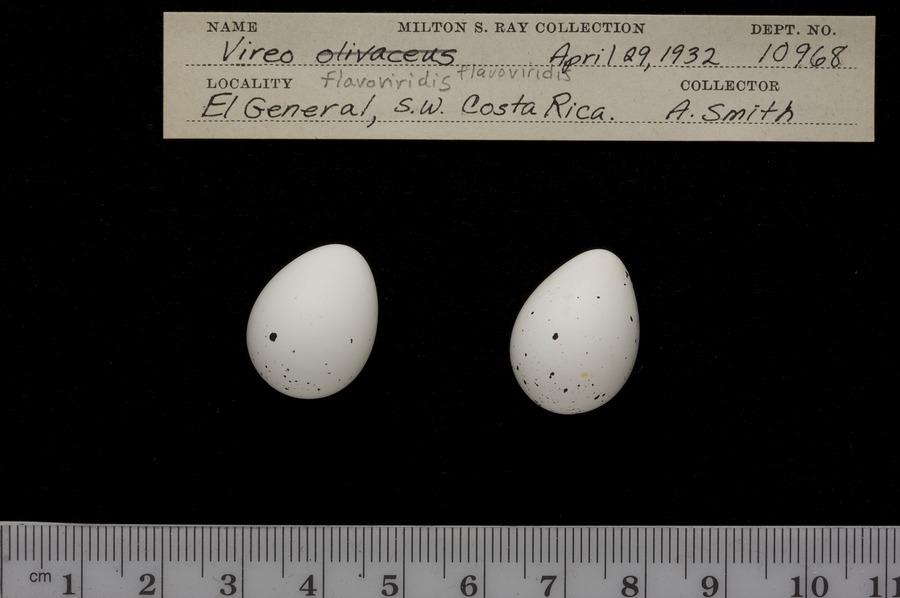 NAME MILTON S. RAY COLLECTION DEPT. NO.
Vireo olivaceus April 29, 1932 10968
flavoviridis flavoviridis
LOCALITY COLLECTOR
El General, S.W. Costa Rica. A. Smith
cm 1 2 3 4 5 6 7 8 9 10 11